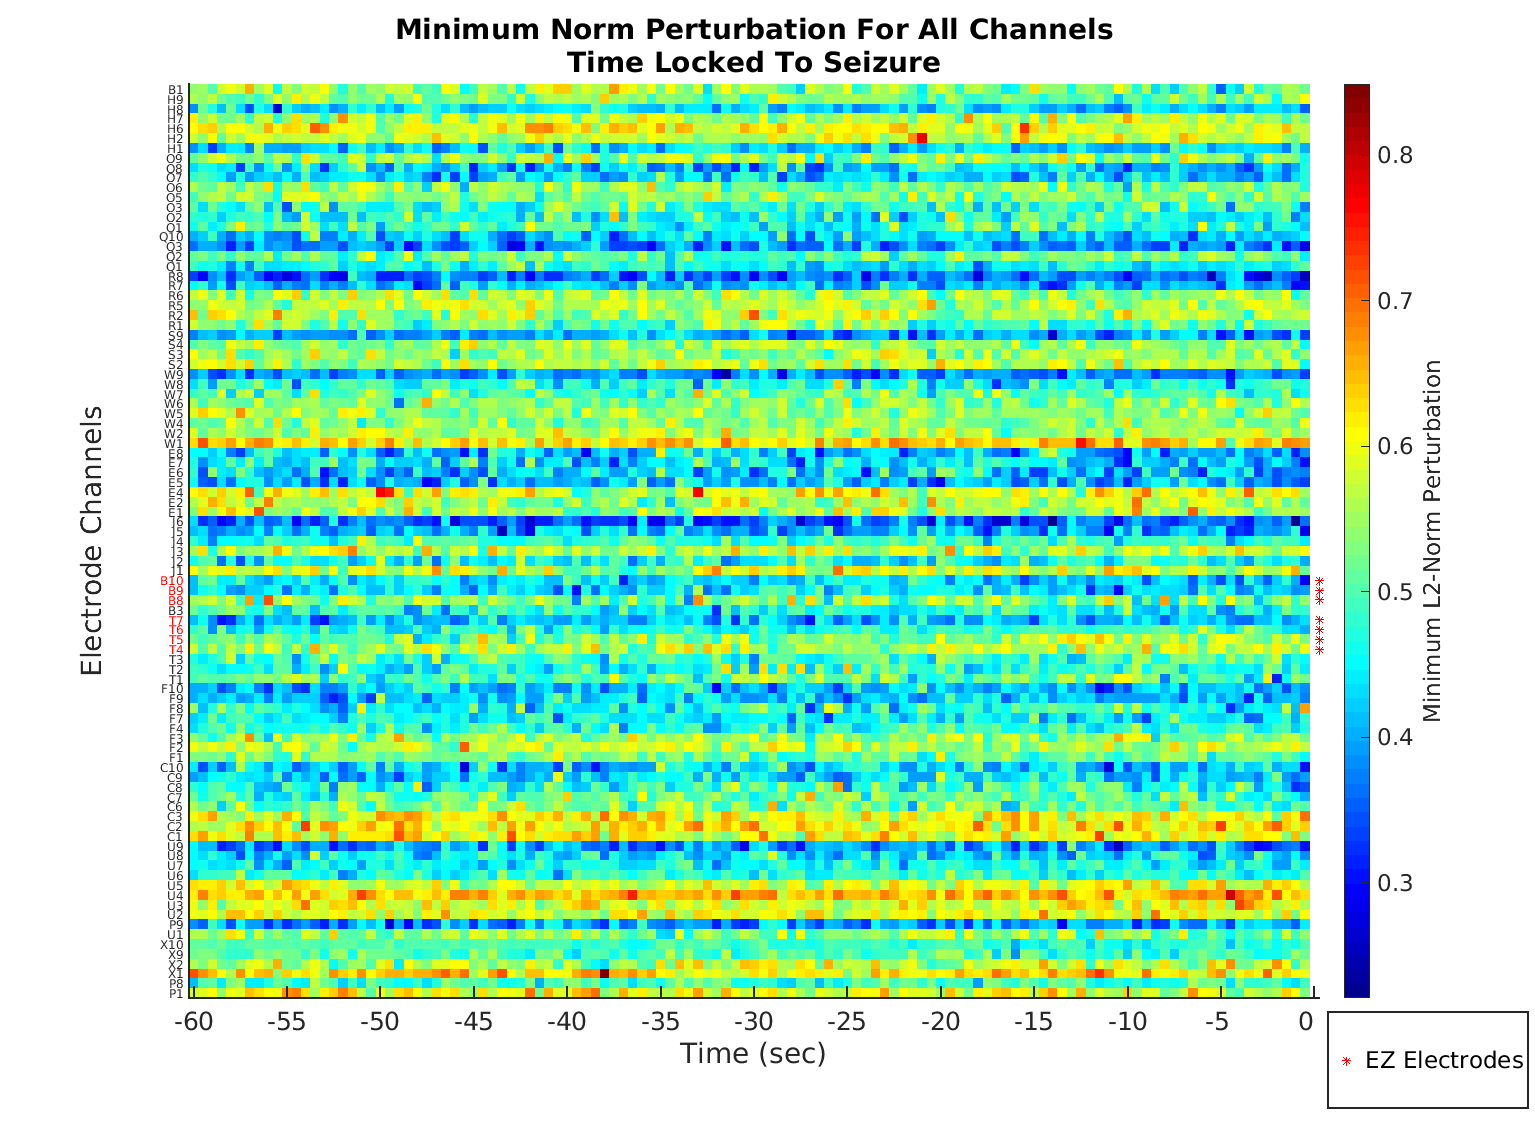 Minimum Norm Perturbation For All Channels
Time Locked To Seizure
Electrode Channels
B1
H9
H8
H7
H6
H2
H1
O9
O8
O7
O6
O5
O3
O2
O1
Q10
Q3
Q2
Q1
R8
R7
R6
R5
R2
R1
S9
S4
S3
S2
W9
W8
W7
W6
W5
W4
W2
W1
E8
E7
E6
E5
E4
E2
E1
I6
I5
I4
I3
I2
I1
B10
B9
B8
B3
T7
T6
T5
T4
T3
T2
T1
F10
F9
F8
F7
F4
F3
F2
F1
C10
C9
C8
C7
C6
C3
C2
C1
U9
U8
U7
U6
U5
U4
U3
U2
P9
U1
X10
X9
X2
X1
P8
P1
-60 -55 -50 -45 -40 -35 -30 -25 -20 -15 -10 -5 0
Time (sec)
0.8
0.7
0.6
0.5
0.4
0.3
Minimum L2-Norm Perturbation
EZ Electrodes